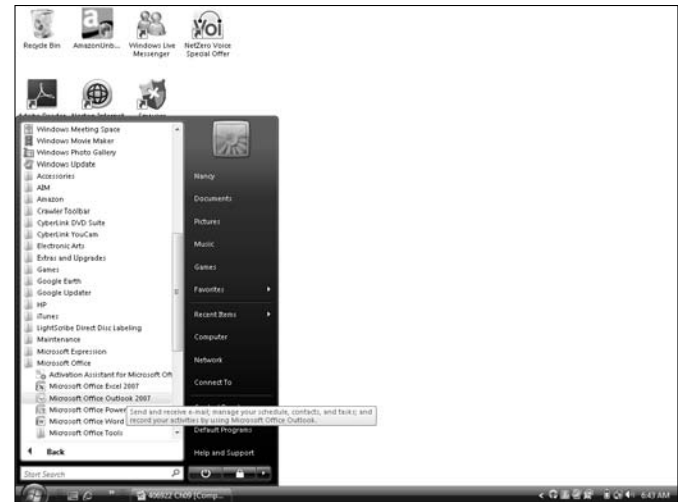 Recycle Bin
AmazonUnb...
Windows Live Messenger
NetZero Voice Special Offer
Windows Meeting Space
Windows Movie Maker
Windows Photo Gallery
Windows Update
Accessories
AIM
Amazon
Crawler Toolbar
CyberLink DVD Suite
CyberLink YouCam
Electronic Arts
Extras and Upgrades
Games
Google Earth
Google Updater
HP
iTunes
LightScribe Direct Disc Labeling
Maintenance
Microsoft Expression
Microsoft Office
Activation Assistant for Microsoft Off
Microsoft Office Excel 2007
Microsoft Office Outlook 2007
Microsoft Office Power
Microsoft Office Word
Microsoft Office Tools
Back
Start Search
Nancy
Documents
Pictures
Music
Games
Favorites
Recent Items
Computer
Network
Connect To
Send and receive e-mail; manage your schedule, contacts, and tasks; and
record your activities by using Microsoft Office Outlook.
Default Programs
Help and Support
406922 Ch09 [Comp...
6:47 AM